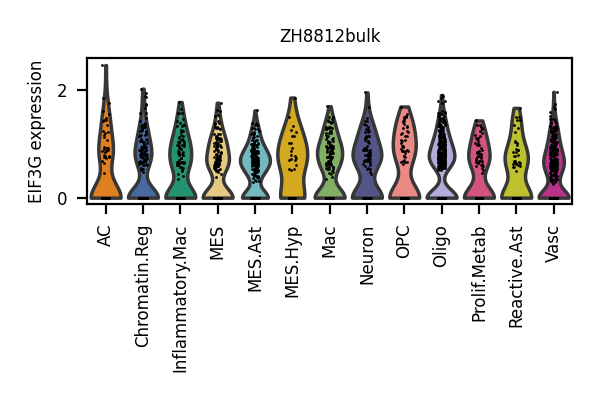 ZH8812bulk
EIF3G expression
2
0
AC
Chromatin.Reg
Inflammatory.Mac
MES
MES.Ast
MES.Hyp
Mac
Neuron
OPC
Oligo
Prolif.Metab
Reactive.Ast
Vasc